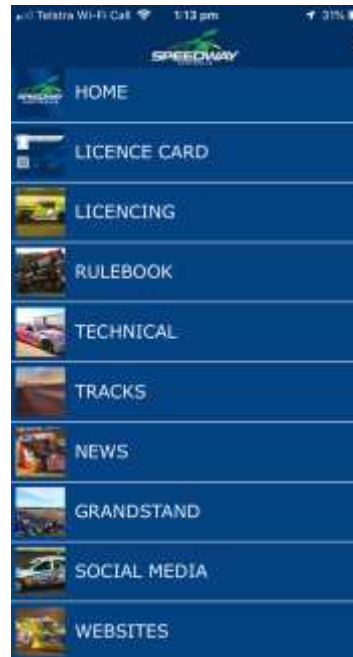 Telstra Wi-Fi Call 1:13 pm 31%
SPEEDWAY
HOME
LICENCE CARD
LICENCING
RULEBOOK
TECHNICAL
TRACKS
NEWS
GRANDSTAND
SOCIAL MEDIA
WEBSITES